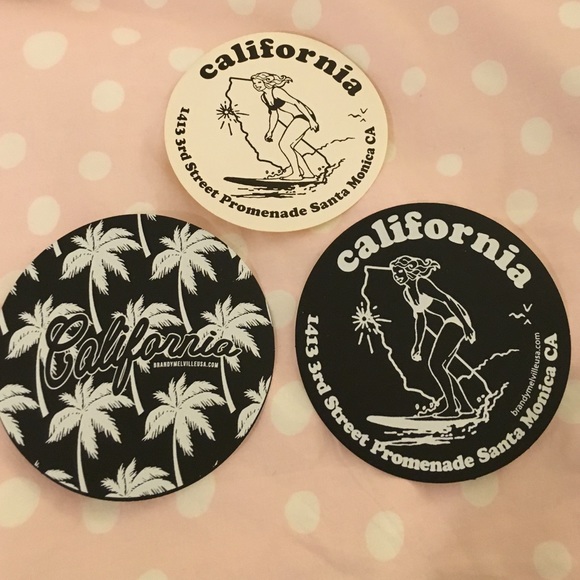 california
1413 3rd Street Promenade Santa Monica CA
California
BRANDYMELVILLEUSA.COM
california
brandymelvilleusa.com
1413 3rd Street Promenade Santa Monica CA